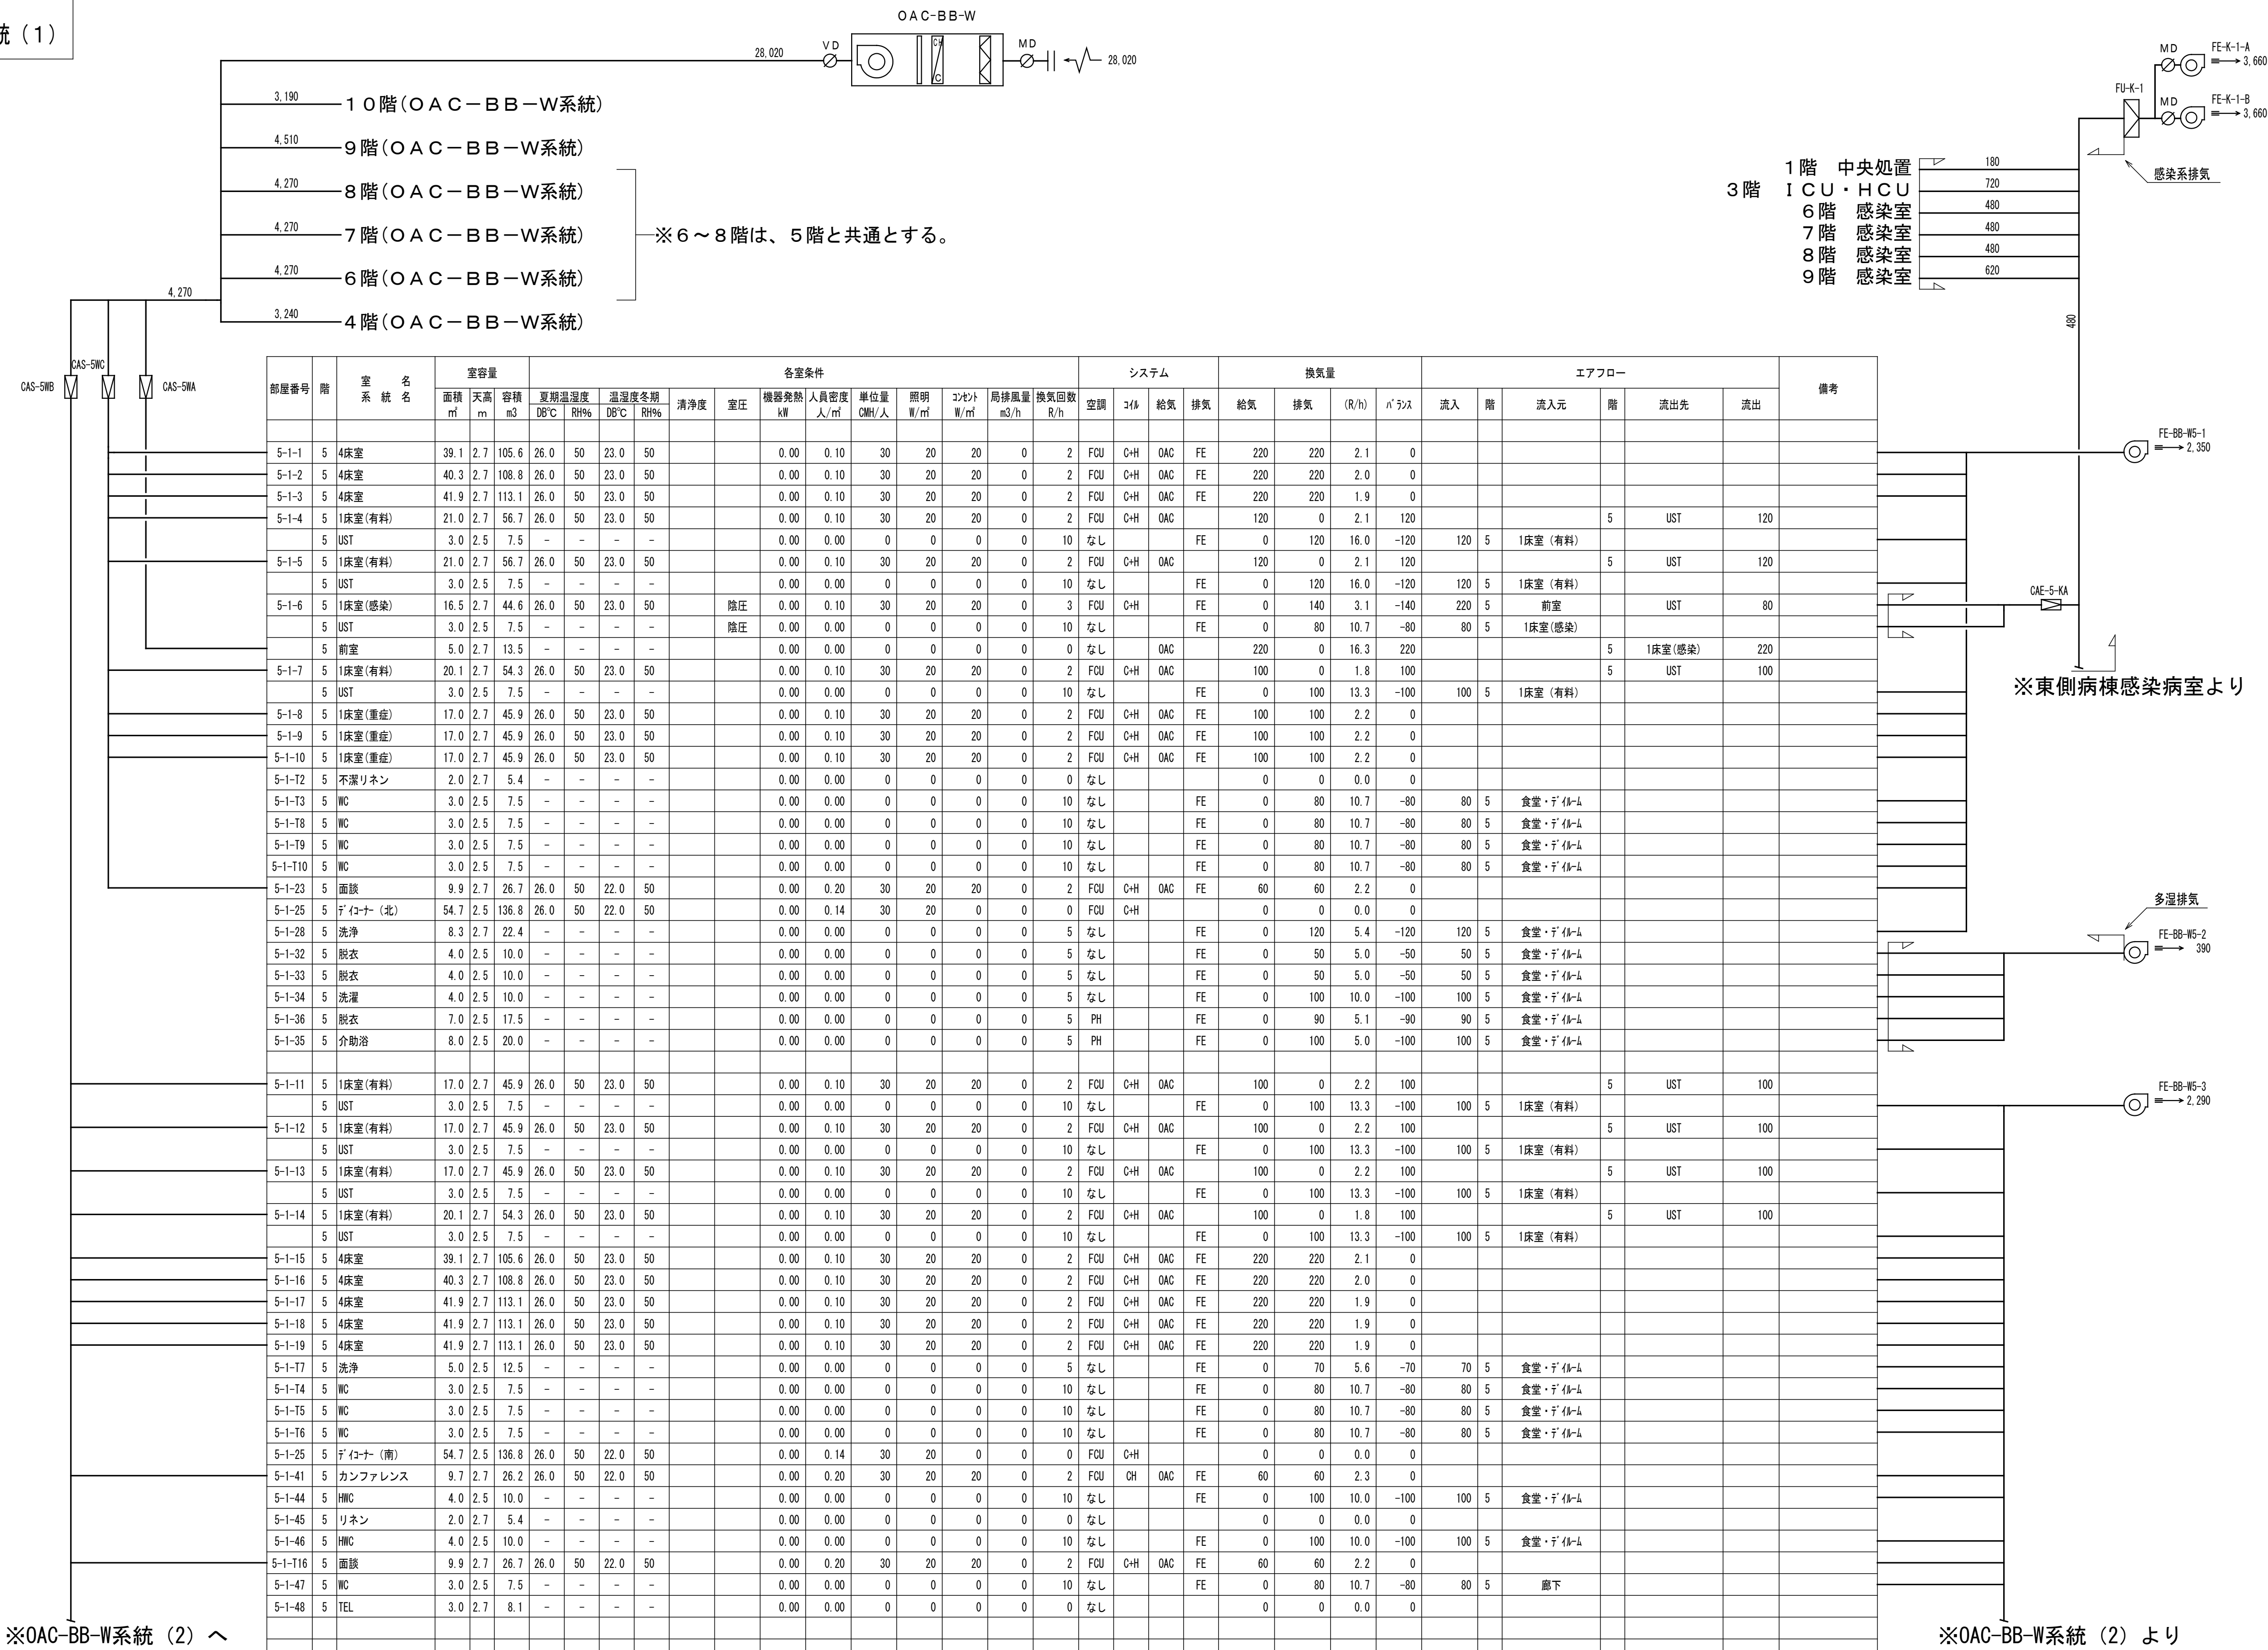 統（1）
OAC-BB-W
VD
MD
CH
C
28,020
28,020
3,190
10階(OAC－BB－W系統)
4,510
9階(OAC－BB－W系統)
4,270
8階(OAC－BB－W系統)
4,270
7階(OAC－BB－W系統)
※6～8階は、5階と共通とする。
4,270
6階(OAC－BB－W系統)
4,270
3,240
4階(OAC－BB－W系統)
CAS-5WB
CAS-5WC
CAS-5WA
MD
FE-K-1-A
3,660
FU-K-1
MD
FE-K-1-B
3,660
感染系排気
1階 中央処置 180
3階 ICU・HCU 720
6階 感染室 480
7階 感染室 480
8階 感染室 480
9階 感染室 620
480
部屋番号 階 室名 系統名 室容量 各室条件 システム 換気量 エアフロー 備考
面積 ㎡ 天高 m 容積 m3 夏期温湿度 DB℃ RH% 温湿度冬期 DB℃ RH% 清浄度 室圧 機器発熱 kW 人員密度 人/㎡ 単位量 CMH/人 照明 W/㎡ コンセント W/㎡ 局排風量 m3/h 換気回数 R/h 空調 コイル 給気 排気 給気 排気 (R/h) バランス 流入 階 流入元 階 流出先 流出
5-1-1 5 4床室 39.1 2.7 105.6 26.0 50 23.0 50 0.00 0.10 30 20 20 0 2 FCU C+H OAC FE 220 220 2.1 0
5-1-2 5 4床室 40.3 2.7 108.8 26.0 50 23.0 50 0.00 0.10 30 20 20 0 2 FCU C+H OAC FE 220 220 2.0 0
5-1-3 5 4床室 41.9 2.7 113.1 26.0 50 23.0 50 0.00 0.10 30 20 20 0 2 FCU C+H OAC FE 220 220 1.9 0
5-1-4 5 1床室(有料) 21.0 2.7 56.7 26.0 50 23.0 50 0.00 0.10 30 20 20 0 2 FCU C+H OAC 120 0 2.1 120 5 UST 120
5 UST 3.0 2.5 7.5 - - - - 0.00 0.00 0 0 0 0 10 なし FE 0 120 16.0 -120 120 5 1床室（有料）
5-1-5 5 1床室(有料) 21.0 2.7 56.7 26.0 50 23.0 50 0.00 0.10 30 20 20 0 2 FCU C+H OAC 120 0 2.1 120 5 UST 120
5 UST 3.0 2.5 7.5 - - - - 0.00 0.00 0 0 0 0 10 なし FE 0 120 16.0 -120 120 5 1床室（有料）
5-1-6 5 1床室(感染) 16.5 2.7 44.6 26.0 50 23.0 50 陰圧 0.00 0.10 30 20 20 0 3 FCU C+H FE 0 140 3.1 -140 220 5 前室 UST 80
5 UST 3.0 2.5 7.5 - - - - 陰圧 0.00 0.00 0 0 0 0 10 なし FE 0 80 10.7 -80 80 5 1床室(感染)
5 前室 5.0 2.7 13.5 - - - - 0.00 0.00 0 0 0 0 0 なし OAC 220 0 16.3 220 5 1床室(感染) 220
5-1-7 5 1床室(有料) 20.1 2.7 54.3 26.0 50 23.0 50 0.00 0.10 30 20 20 0 2 FCU C+H OAC 100 0 1.8 100 5 UST 100
5 UST 3.0 2.5 7.5 - - - - 0.00 0.00 0 0 0 0 10 なし FE 0 100 13.3 -100 100 5 1床室（有料）
5-1-8 5 1床室(重症) 17.0 2.7 45.9 26.0 50 23.0 50 0.00 0.10 30 20 20 0 2 FCU C+H OAC FE 100 100 2.2 0
5-1-9 5 1床室(重症) 17.0 2.7 45.9 26.0 50 23.0 50 0.00 0.10 30 20 20 0 2 FCU C+H OAC FE 100 100 2.2 0
5-1-10 5 1床室(重症) 17.0 2.7 45.9 26.0 50 23.0 50 0.00 0.10 30 20 20 0 2 FCU C+H OAC FE 100 100 2.2 0
5-1-T2 5 不潔リネン 2.0 2.7 5.4 - - - - 0.00 0.00 0 0 0 0 0 なし 0 0 0.0 0
5-1-T3 5 WC 3.0 2.5 7.5 - - - - 0.00 0.00 0 0 0 0 10 なし FE 0 80 10.7 -80 80 5 食堂・デイルーム
5-1-T8 5 WC 3.0 2.5 7.5 - - - - 0.00 0.00 0 0 0 0 10 なし FE 0 80 10.7 -80 80 5 食堂・デイルーム
5-1-T9 5 WC 3.0 2.5 7.5 - - - - 0.00 0.00 0 0 0 0 10 なし FE 0 80 10.7 -80 80 5 食堂・デイルーム
5-1-T10 5 WC 3.0 2.5 7.5 - - - - 0.00 0.00 0 0 0 0 10 なし FE 0 80 10.7 -80 80 5 食堂・デイルーム
5-1-23 5 面談 9.9 2.7 26.7 26.0 50 22.0 50 0.00 0.20 30 20 20 0 2 FCU C+H OAC FE 60 60 2.2 0
5-1-25 5 デイコーナー（北） 54.7 2.5 136.8 26.0 50 22.0 50 0.00 0.14 30 20 0 0 0 FCU C+H 0 0 0.0 0
5-1-28 5 洗浄 8.3 2.7 22.4 - - - - 0.00 0.00 0 0 0 0 5 なし FE 0 120 5.4 -120 120 5 食堂・デイルーム
5-1-32 5 脱衣 4.0 2.5 10.0 - - - - 0.00 0.00 0 0 0 0 5 なし FE 0 50 5.0 -50 50 5 食堂・デイルーム
5-1-33 5 脱衣 4.0 2.5 10.0 - - - - 0.00 0.00 0 0 0 0 5 なし FE 0 50 5.0 -50 50 5 食堂・デイルーム
5-1-34 5 洗濯 4.0 2.5 10.0 - - - - 0.00 0.00 0 0 0 0 5 なし FE 0 100 10.0 -100 100 5 食堂・デイルーム
5-1-36 5 脱衣 7.0 2.5 17.5 - - - - 0.00 0.00 0 0 0 0 5 PH FE 0 90 5.1 -90 90 5 食堂・デイルーム
5-1-35 5 介助浴 8.0 2.5 20.0 - - - - 0.00 0.00 0 0 0 0 5 PH FE 0 100 5.0 -100 100 5 食堂・デイルーム
5-1-11 5 1床室(有料) 17.0 2.7 45.9 26.0 50 23.0 50 0.00 0.10 30 20 20 0 2 FCU C+H OAC 100 0 2.2 100 5 UST 100
5 UST 3.0 2.5 7.5 - - - - 0.00 0.00 0 0 0 0 10 なし FE 0 100 13.3 -100 100 5 1床室（有料）
5-1-12 5 1床室(有料) 17.0 2.7 45.9 26.0 50 23.0 50 0.00 0.10 30 20 20 0 2 FCU C+H OAC 100 0 2.2 100 5 UST 100
5 UST 3.0 2.5 7.5 - - - - 0.00 0.00 0 0 0 0 10 なし FE 0 100 13.3 -100 100 5 1床室（有料）
5-1-13 5 1床室(有料) 17.0 2.7 45.9 26.0 50 23.0 50 0.00 0.10 30 20 20 0 2 FCU C+H OAC 100 0 2.2 100 5 UST 100
5 UST 3.0 2.5 7.5 - - - - 0.00 0.00 0 0 0 0 10 なし FE 0 100 13.3 -100 100 5 1床室（有料）
5-1-14 5 1床室(有料) 20.1 2.7 54.3 26.0 50 23.0 50 0.00 0.10 30 20 20 0 2 FCU C+H OAC 100 0 1.8 100 5 UST 100
5 UST 3.0 2.5 7.5 - - - - 0.00 0.00 0 0 0 0 10 なし FE 0 100 13.3 -100 100 5 1床室（有料）
5-1-15 5 4床室 39.1 2.7 105.6 26.0 50 23.0 50 0.00 0.10 30 20 20 0 2 FCU C+H OAC FE 220 220 2.1 0
5-1-16 5 4床室 40.3 2.7 108.8 26.0 50 23.0 50 0.00 0.10 30 20 20 0 2 FCU C+H OAC FE 220 220 2.0 0
5-1-17 5 4床室 41.9 2.7 113.1 26.0 50 23.0 50 0.00 0.10 30 20 20 0 2 FCU C+H OAC FE 220 220 1.9 0
5-1-18 5 4床室 41.9 2.7 113.1 26.0 50 23.0 50 0.00 0.10 30 20 20 0 2 FCU C+H OAC FE 220 220 1.9 0
5-1-19 5 4床室 41.9 2.7 113.1 26.0 50 23.0 50 0.00 0.10 30 20 20 0 2 FCU C+H OAC FE 220 220 1.9 0
5-1-T7 5 洗浄 5.0 2.5 12.5 - - - - 0.00 0.00 0 0 0 0 5 なし FE 0 70 5.6 -70 70 5 食堂・デイルーム
5-1-T4 5 WC 3.0 2.5 7.5 - - - - 0.00 0.00 0 0 0 0 10 なし FE 0 80 10.7 -80 80 5 食堂・デイルーム
5-1-T5 5 WC 3.0 2.5 7.5 - - - - 0.00 0.00 0 0 0 0 10 なし FE 0 80 10.7 -80 80 5 食堂・デイルーム
5-1-T6 5 WC 3.0 2.5 7.5 - - - - 0.00 0.00 0 0 0 0 10 なし FE 0 80 10.7 -80 80 5 食堂・デイルーム
5-1-25 5 デイコーナー（南） 54.7 2.5 136.8 26.0 50 22.0 50 0.00 0.14 30 20 0 0 0 FCU C+H 0 0 0.0 0
5-1-41 5 カンファレンス 9.7 2.7 26.2 26.0 50 22.0 50 0.00 0.20 30 20 20 0 2 FCU CH OAC FE 60 60 2.3 0
5-1-44 5 HWC 4.0 2.5 10.0 - - - - 0.00 0.00 0 0 0 0 10 なし FE 0 100 10.0 -100 100 5 食堂・デイルーム
5-1-45 5 リネン 2.0 2.7 5.4 - - - - 0.00 0.00 0 0 0 0 0 なし 0 0 0.0 0
5-1-46 5 HWC 4.0 2.5 10.0 - - - - 0.00 0.00 0 0 0 0 10 なし FE 0 100 10.0 -100 100 5 食堂・デイルーム
5-1-T16 5 面談 9.9 2.7 26.7 26.0 50 22.0 50 0.00 0.20 30 20 20 0 2 FCU C+H OAC FE 60 60 2.2 0
5-1-47 5 WC 3.0 2.5 7.5 - - - - 0.00 0.00 0 0 0 0 10 なし FE 0 80 10.7 -80 80 5 廊下
5-1-48 5 TEL 3.0 2.7 8.1 - - - - 0.00 0.00 0 0 0 0 0 なし 0 0 0.0 0
FE-BB-W5-1
2,350
CAE-5-KA
※東側病棟感染病室より
多湿排気
FE-BB-W5-2
390
FE-BB-W5-3
2,290
※OAC-BB-W系統（2）へ
※OAC-BB-W系統（2）より